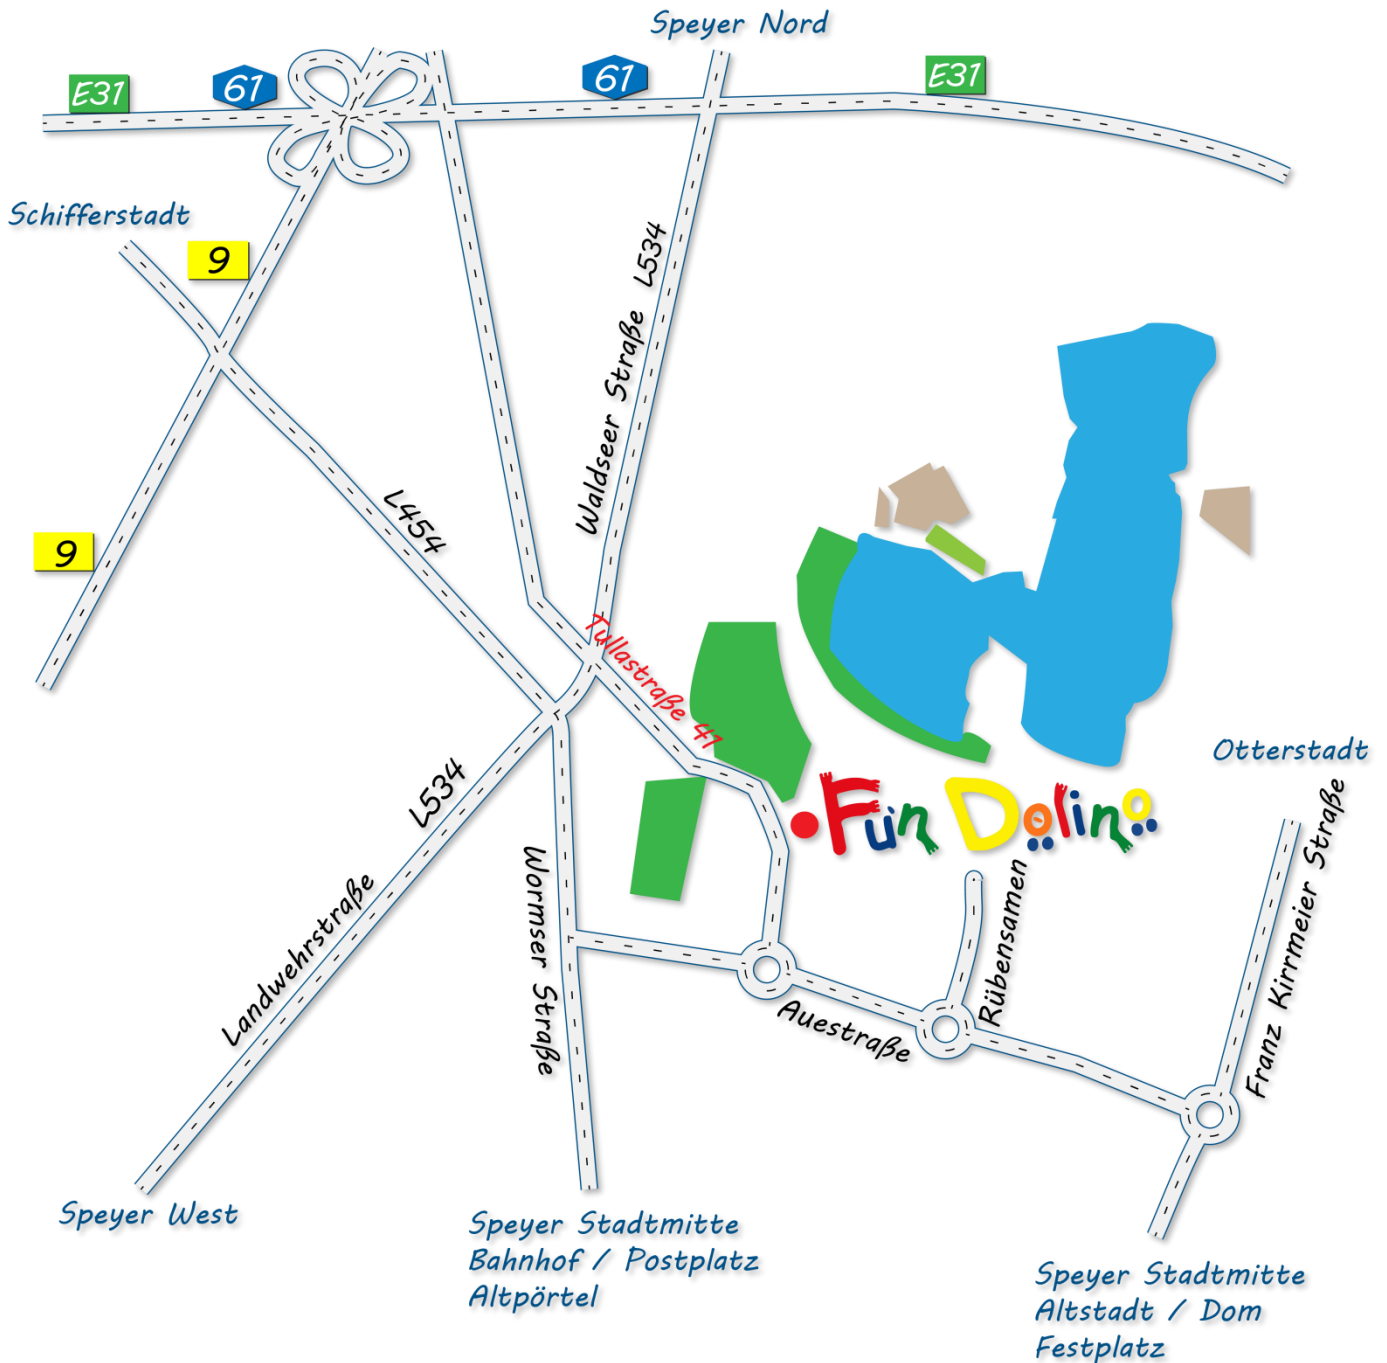 Speyer Nord
E31
61
61
E31
Schifferstadt
9
L534
Waldseer Straße
L454
9
Tullastraße 41
Otterstadt
L534
Fun Dolino
Franz Kirrmeier Straße
Landwehrstraße
Wormser Straße
Rübensamen
Auestraße
Speyer West
Speyer Stadtmitte
Bahnhof / Postplatz
Altpörtel
Speyer Stadtmitte
Altstadt / Dom
Festplatz